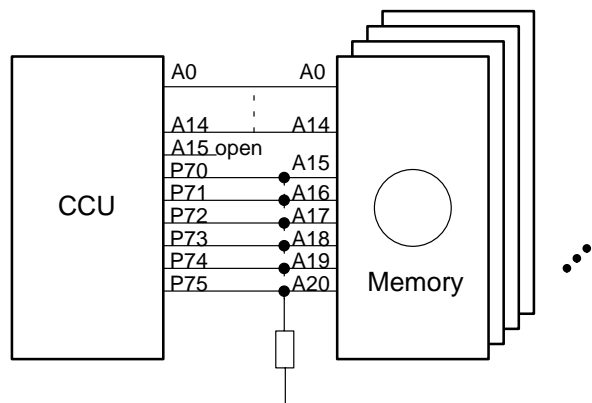 A0 A0
A14 A14
A15 open
A15
P70
P71 A16
P72 A17
CCU
P73 A18
P74 A19
Memory
P75 A20